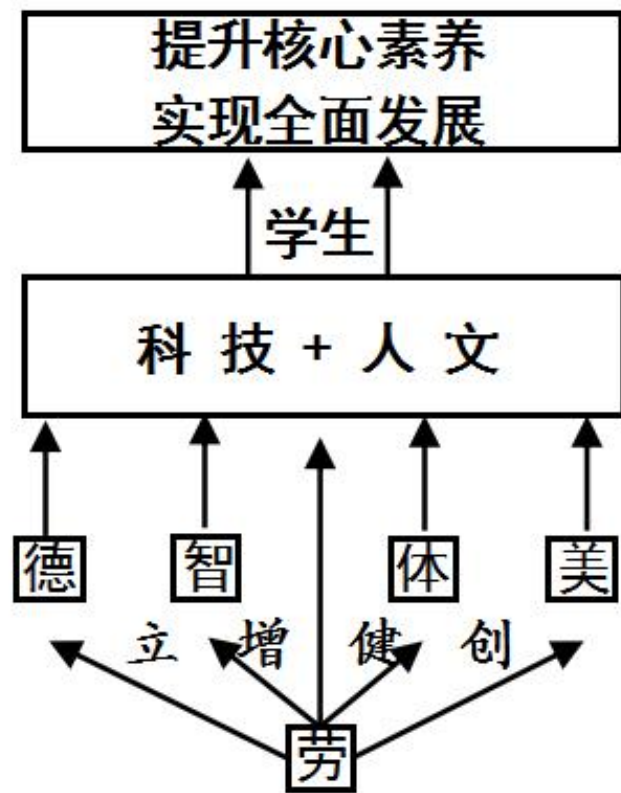 提升核心素养
实现全面发展
学生
科 技 + 人 文
德 智 体 美
立 增 健 创
劳